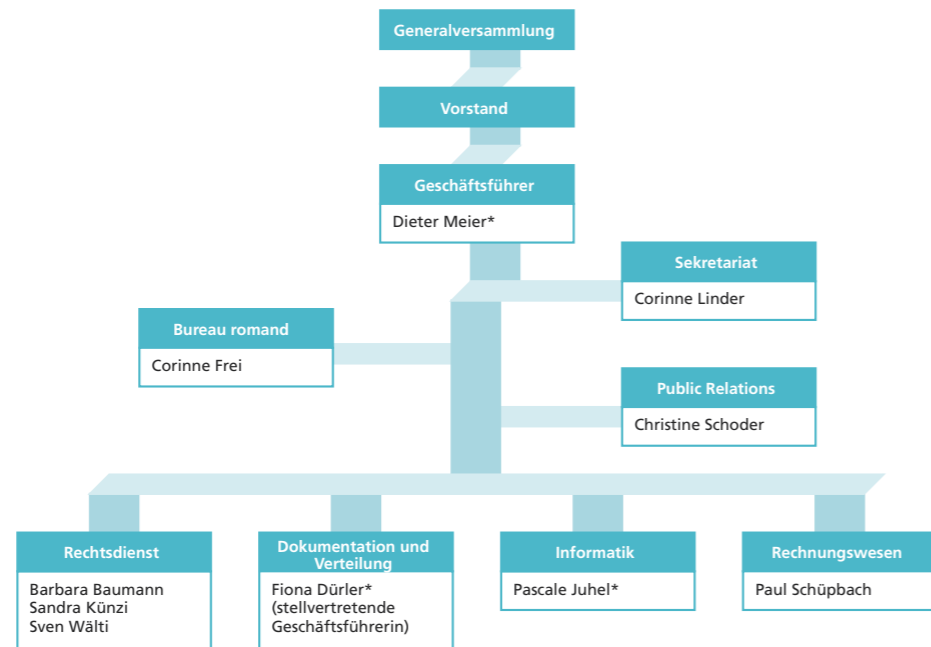 Generalversammlung
Vorstand
Geschäftsführer
Dieter Meier*
Sekretariat
Corinne Linder
Bureau romand
Corinne Frei
Public Relations
Christine Schoder
Rechtsdienst
Barbara Baumann
Sandra Künzi
Sven Wälti
Dokumentation und
Verteilung
Fiona Dürler*
(stellvertretende
Geschäftsführerin)
Informatik
Pascale Juhel*
Rechnungswesen
Paul Schüpbach